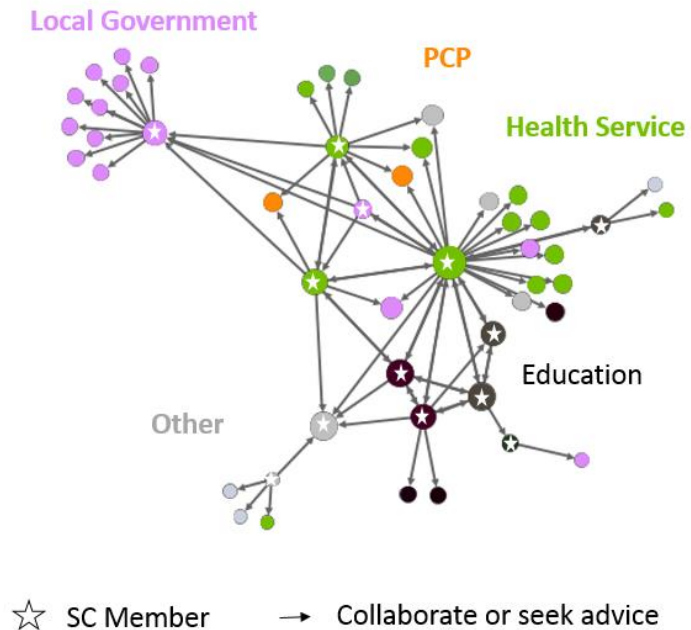 Local Government
PCP
Health Service
Education
Other
SC Member
Collaborate or seek advice